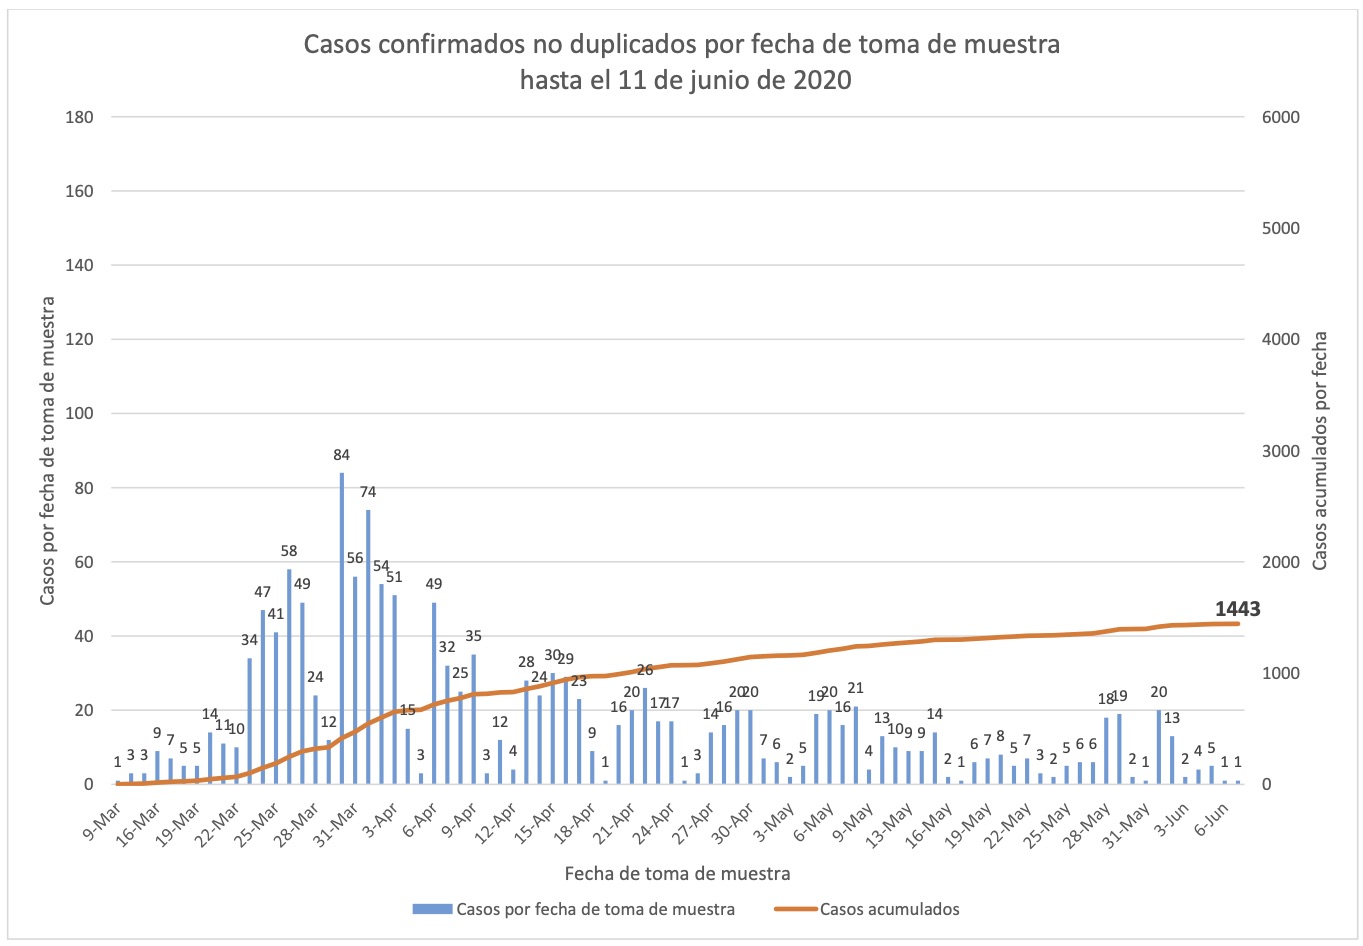 Casos confirmados no duplicados por fecha de toma de muestra
hasta el 11 de junio de 2020
180
160
140
120
100
80
60
40
20
0
Casos por fecha de toma de muestra
6000
5000
4000
3000
2000
1000
0
Casos acumulados por fecha
1 3 3 9 7 5 5 14 11 10 34 47 41 58 49 24 12 84 56 74 54 51 15 3 49 32 25 35 3 12 4 28 24 30 29 23 9 1 16 20 26 17 17 1 3 14 16 20 20 7 6 2 5 19 20 16 21 4 13 10 9 9 14 2 1 6 7 8 5 7 3 2 5 6 6 18 19 2 1 20 13 2 4 5 1 1
1443
9-Mar 16-Mar 19-Mar 22-Mar 25-Mar 28-Mar 31-Mar 3-Apr 6-Apr 9-Apr 12-Apr 15-Apr 18-Apr 21-Apr 24-Apr 27-Apr 30-Apr 3-May 6-May 9-May 13-May 16-May 19-May 22-May 25-May 28-May 31-May 3-Jun 6-Jun
Fecha de toma de muestra
Casos por fecha de toma de muestra Casos acumulados